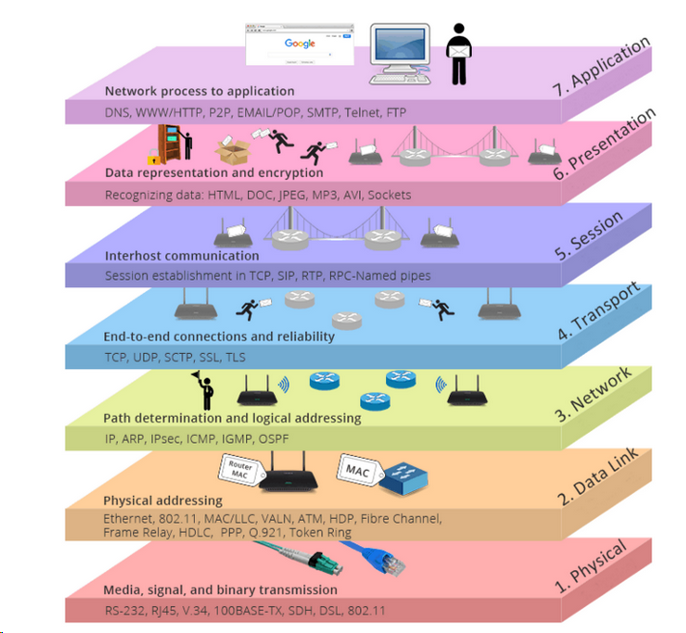 Google
7. Application
Network process to application
DNS, WWW/HTTP, P2P, EMAIL/POP, SMTP, Telnet, FTP
6. Presentation
Data representation and encryption
Recognizing data: HTML, DOC, JPEG, MP3, AVI, Sockets
5. Session
Interhost communication
Session establishment in TCP, SIP, RTP, RPC-Named pipes
4. Transport
End-to-end connections and reliability
TCP, UDP, SCTP, SSL, TLS
3. Network
Path determination and logical addressing
IP, ARP, IPsec, ICMP, IGMP, OSPF
Router
MAC
MAC
2. Data Link
Physical addressing
Ethernet, 802.11, MAC/LLC, VALN, ATM, HDP, Fibre Channel,
Frame Relay, HDLC, PPP, Q.921, Token Ring
1. Physical
Media, signal, and binary transmission
RS-232, RJ45, V.34, 100BASE-TX, SDH, DSL, 802.11